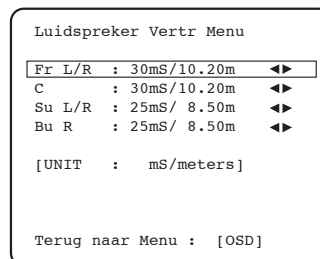 Luidspreker Vertr Menu
Fr L/R : 30mS/10.20m ◄►
C : 30mS/10.20m ◄►
Su L/R : 25mS/ 8.50m ◄►
Bu R : 25mS/ 8.50m ◄►
[UNIT : mS/meters]
Terug naar Menu : [OSD]